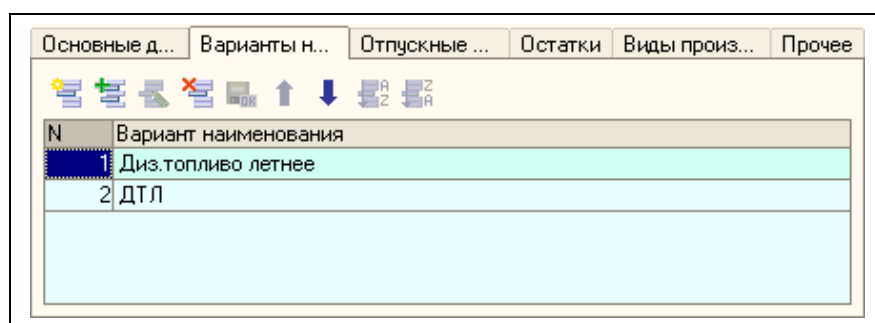 Основные д... Варианты н... Отпускные ... Остатки Виды произ... Прочее
N Вариант наименования
1 Диз.топливо летнее
2 ДТЛ